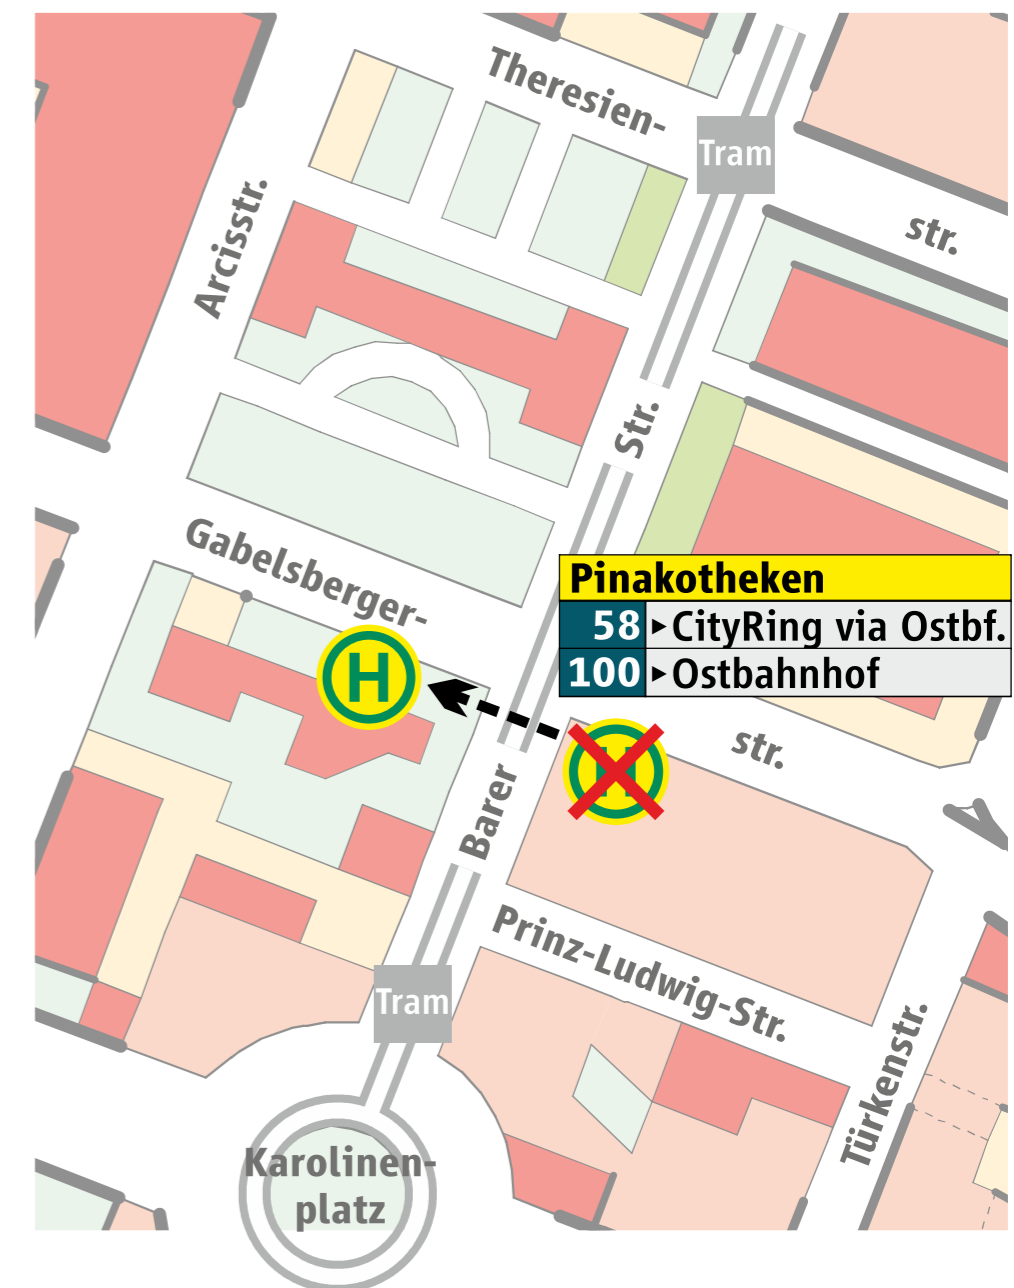 Theresien-
str.
Tram
Arcisstr.
Str.
Gabelsberger-
str.
Pinakotheken
58 ▸ CityRing via Ostbf.
100 ▸ Ostbahnhof
H
H
Barer
Prinz-Ludwig-Str.
Tram
Türkenstr.
Karolinen-
platz